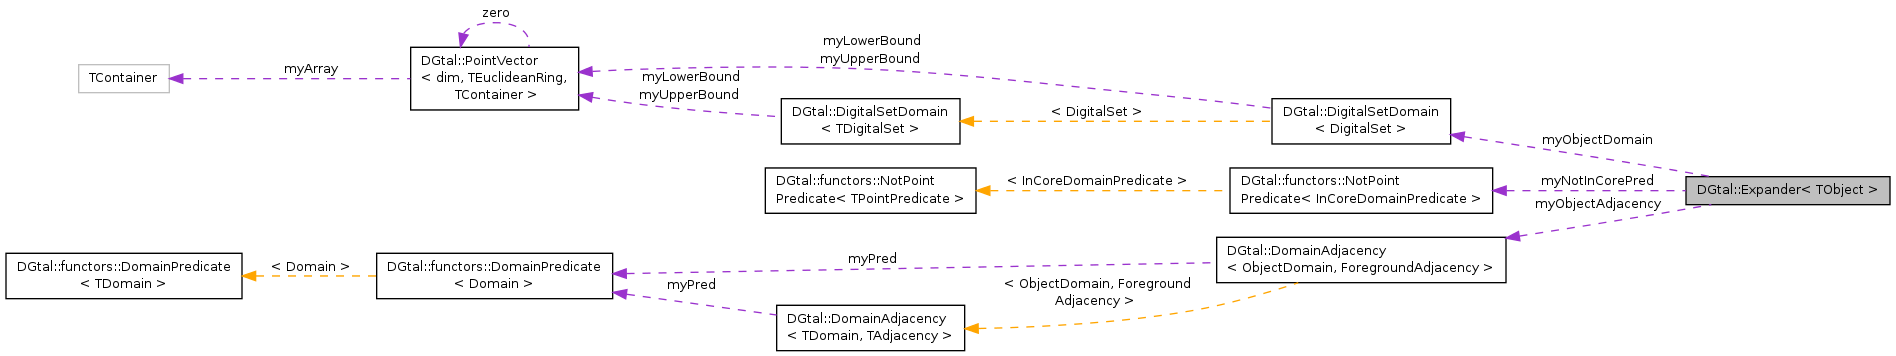 zero
TContainer
myArray
DGtal::PointVector
< dim, TEuclideanRing,
TContainer >
myLowerBound
myUpperBound
myLowerBound
myUpperBound
DGtal::DigitalSetDomain
< TDigitalSet >
< DigitalSet >
DGtal::DigitalSetDomain
< DigitalSet >
myObjectDomain
DGtal::functors::NotPoint
Predicate< TPointPredicate >
< InCoreDomainPredicate >
DGtal::functors::NotPoint
Predicate< InCoreDomainPredicate >
myNotInCorePred
myObjectAdjacency
DGtal::Expander< TObject >
DGtal::functors::DomainPredicate
< TDomain >
< Domain >
DGtal::functors::DomainPredicate
< Domain >
myPred
myPred
DGtal::DomainAdjacency
< ObjectDomain, ForegroundAdjacency >
< ObjectDomain, Foreground
Adjacency >
DGtal::DomainAdjacency
< TDomain, TAdjacency >